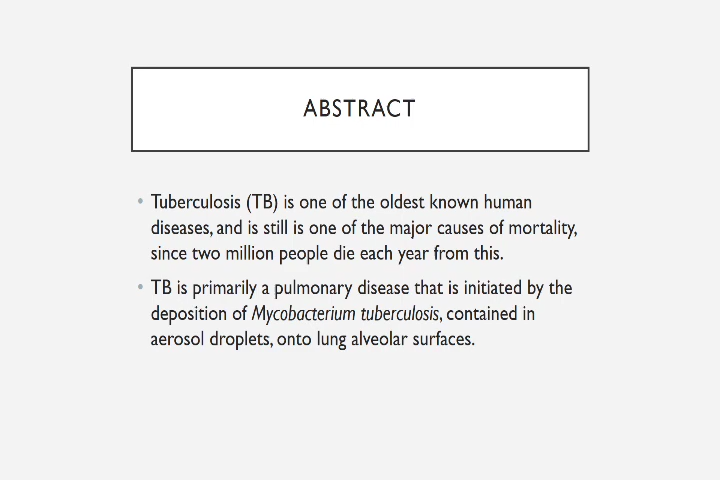 ABSTRACT
• Tuberculosis (TB) is one of the oldest known human
diseases, and is still is one of the major causes of mortality,
since two million people die each year from this.
• TB is primarily a pulmonary disease that is initiated by the
deposition of Mycobacterium tuberculosis, contained in
aerosol droplets, onto lung alveolar surfaces.